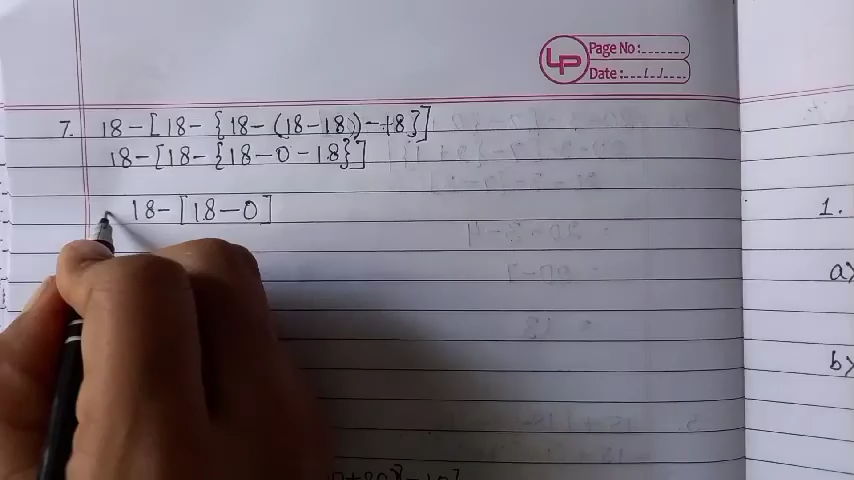 LP Page No :.......
Date : .../../....
7. 18-[18- {18-(18-18)-18}]
18-[18-{18-0-18}]
18-[18-0]
1.
a)
b)